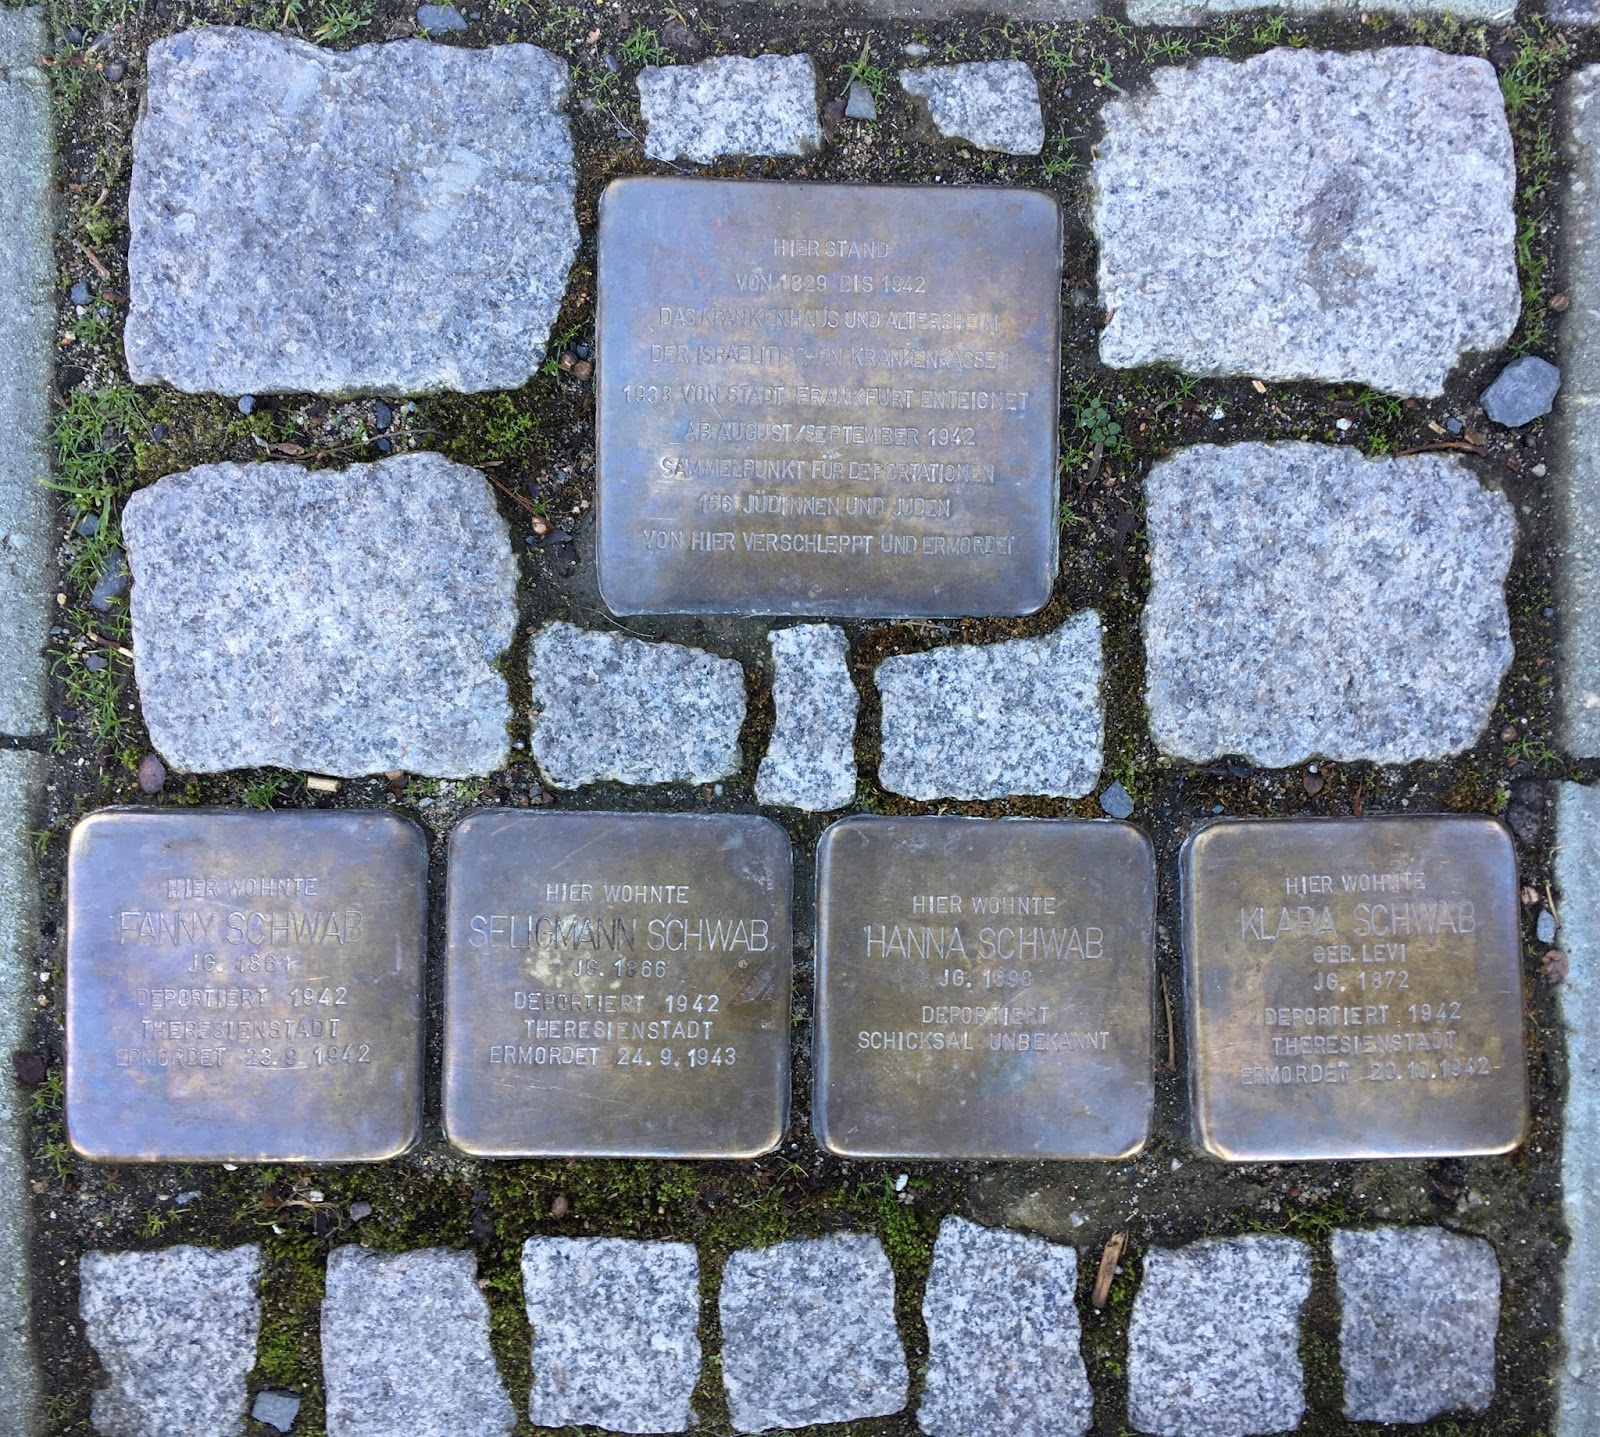 HIER STAND
VON 1829 BIS 1942
DAS KRANKENHAUS UND ALTERSHEIM
DER ISRAELITISCHEN KRANKENKASSEN
1938 VON STADT FRANKFURT ENTEIGNET
AB AUGUST/SEPTEMBER 1942
SAMMELPUNKT FÜR DEPORTATIONEN
166 JÜDINNEN UND JUDEN
VON HIER VERSCHLEPPT UND ERMORDET
HIER WOHNTE
FANNY SCHWAB
JG. 1861
DEPORTIERT 1942
THERESIENSTADT
ERMORDET 23.9.1942
HIER WOHNTE
SELIGMANN SCHWAB
JG. 1866
DEPORTIERT 1942
THERESIENSTADT
ERMORDET 24.9.1943
HIER WOHNTE
HANNA SCHWAB
JG. 1898
DEPORTIERT
SCHICKSAL UNBEKANNT
HIER WOHNTE
KLARA SCHWAB
GEB. LEVI
JG. 1872
DEPORTIERT 1942
THERESIENSTADT
ERMORDET 20.10.1942